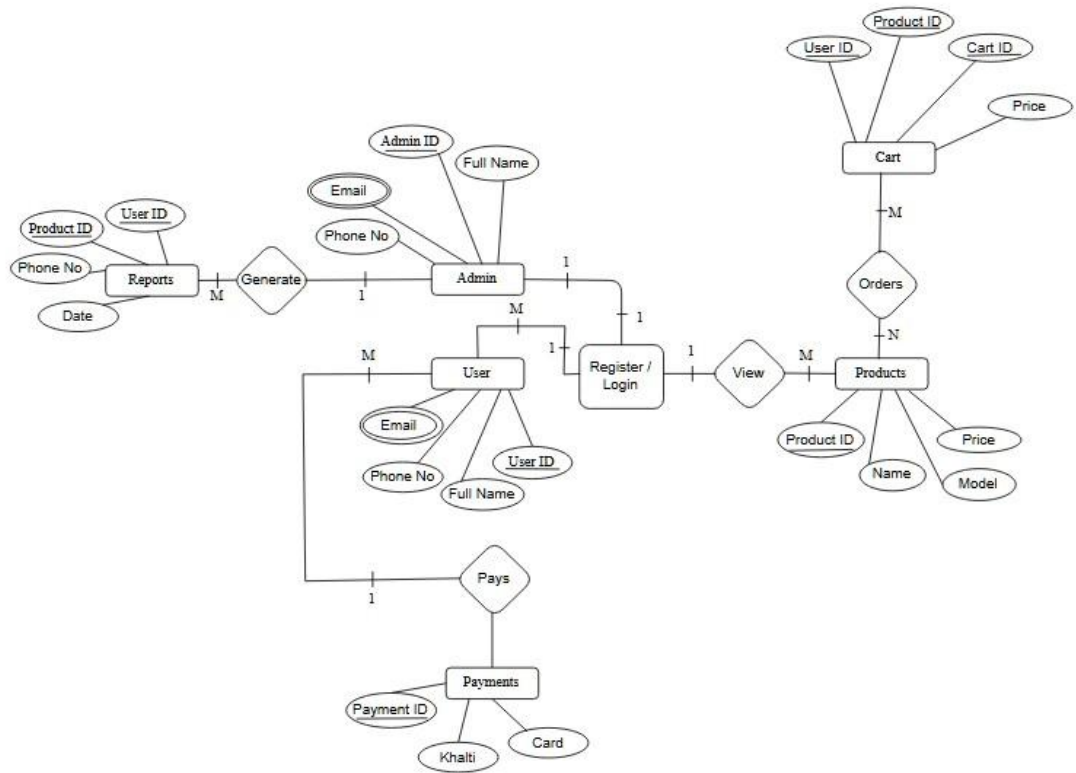 Product ID
User ID
Cart ID
Price
Cart
Admin ID
Full Name
Email
Phone No
User ID
Product ID
Phone No
Reports
Date
M
Generate
1
Admin
1
1
M
Orders
N
M
1
M
User
Register /
Login
1
View
M
Products
Email
Phone No
Full Name
User ID
Product ID
Name
Model
Price
1
Pays
Payments
Payment ID
Khalti
Card